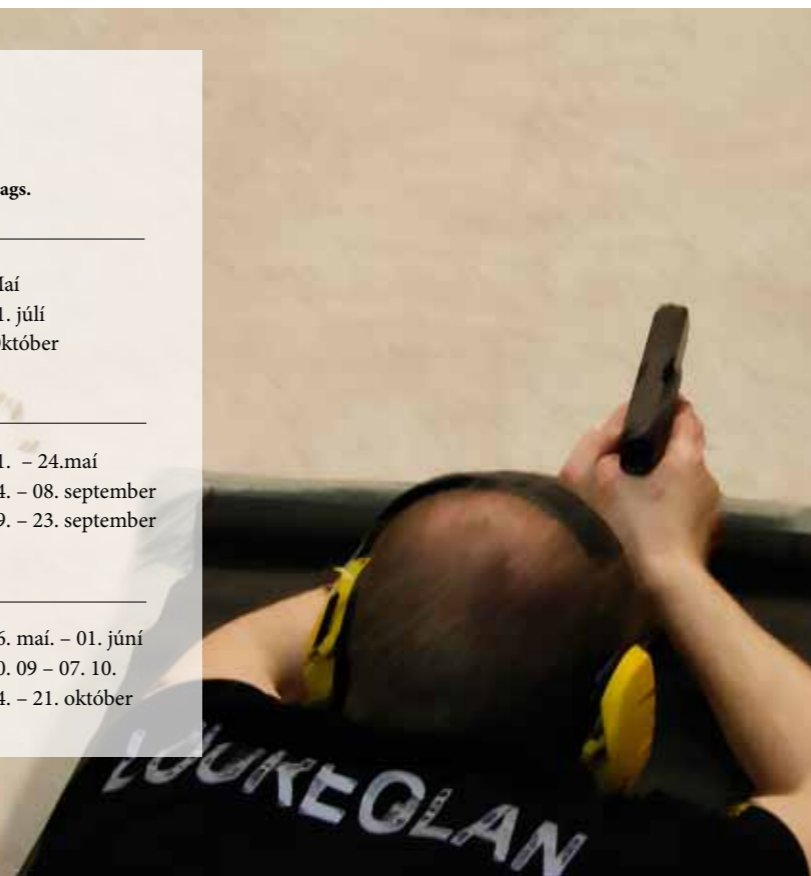 ags.
aí
1. júlí
któber
1. – 24.maí
4. – 08. september
9. – 23. september
6. maí. – 01. júní
0. 09 – 07. 10.
4. – 21. október
LÖGREGLAN